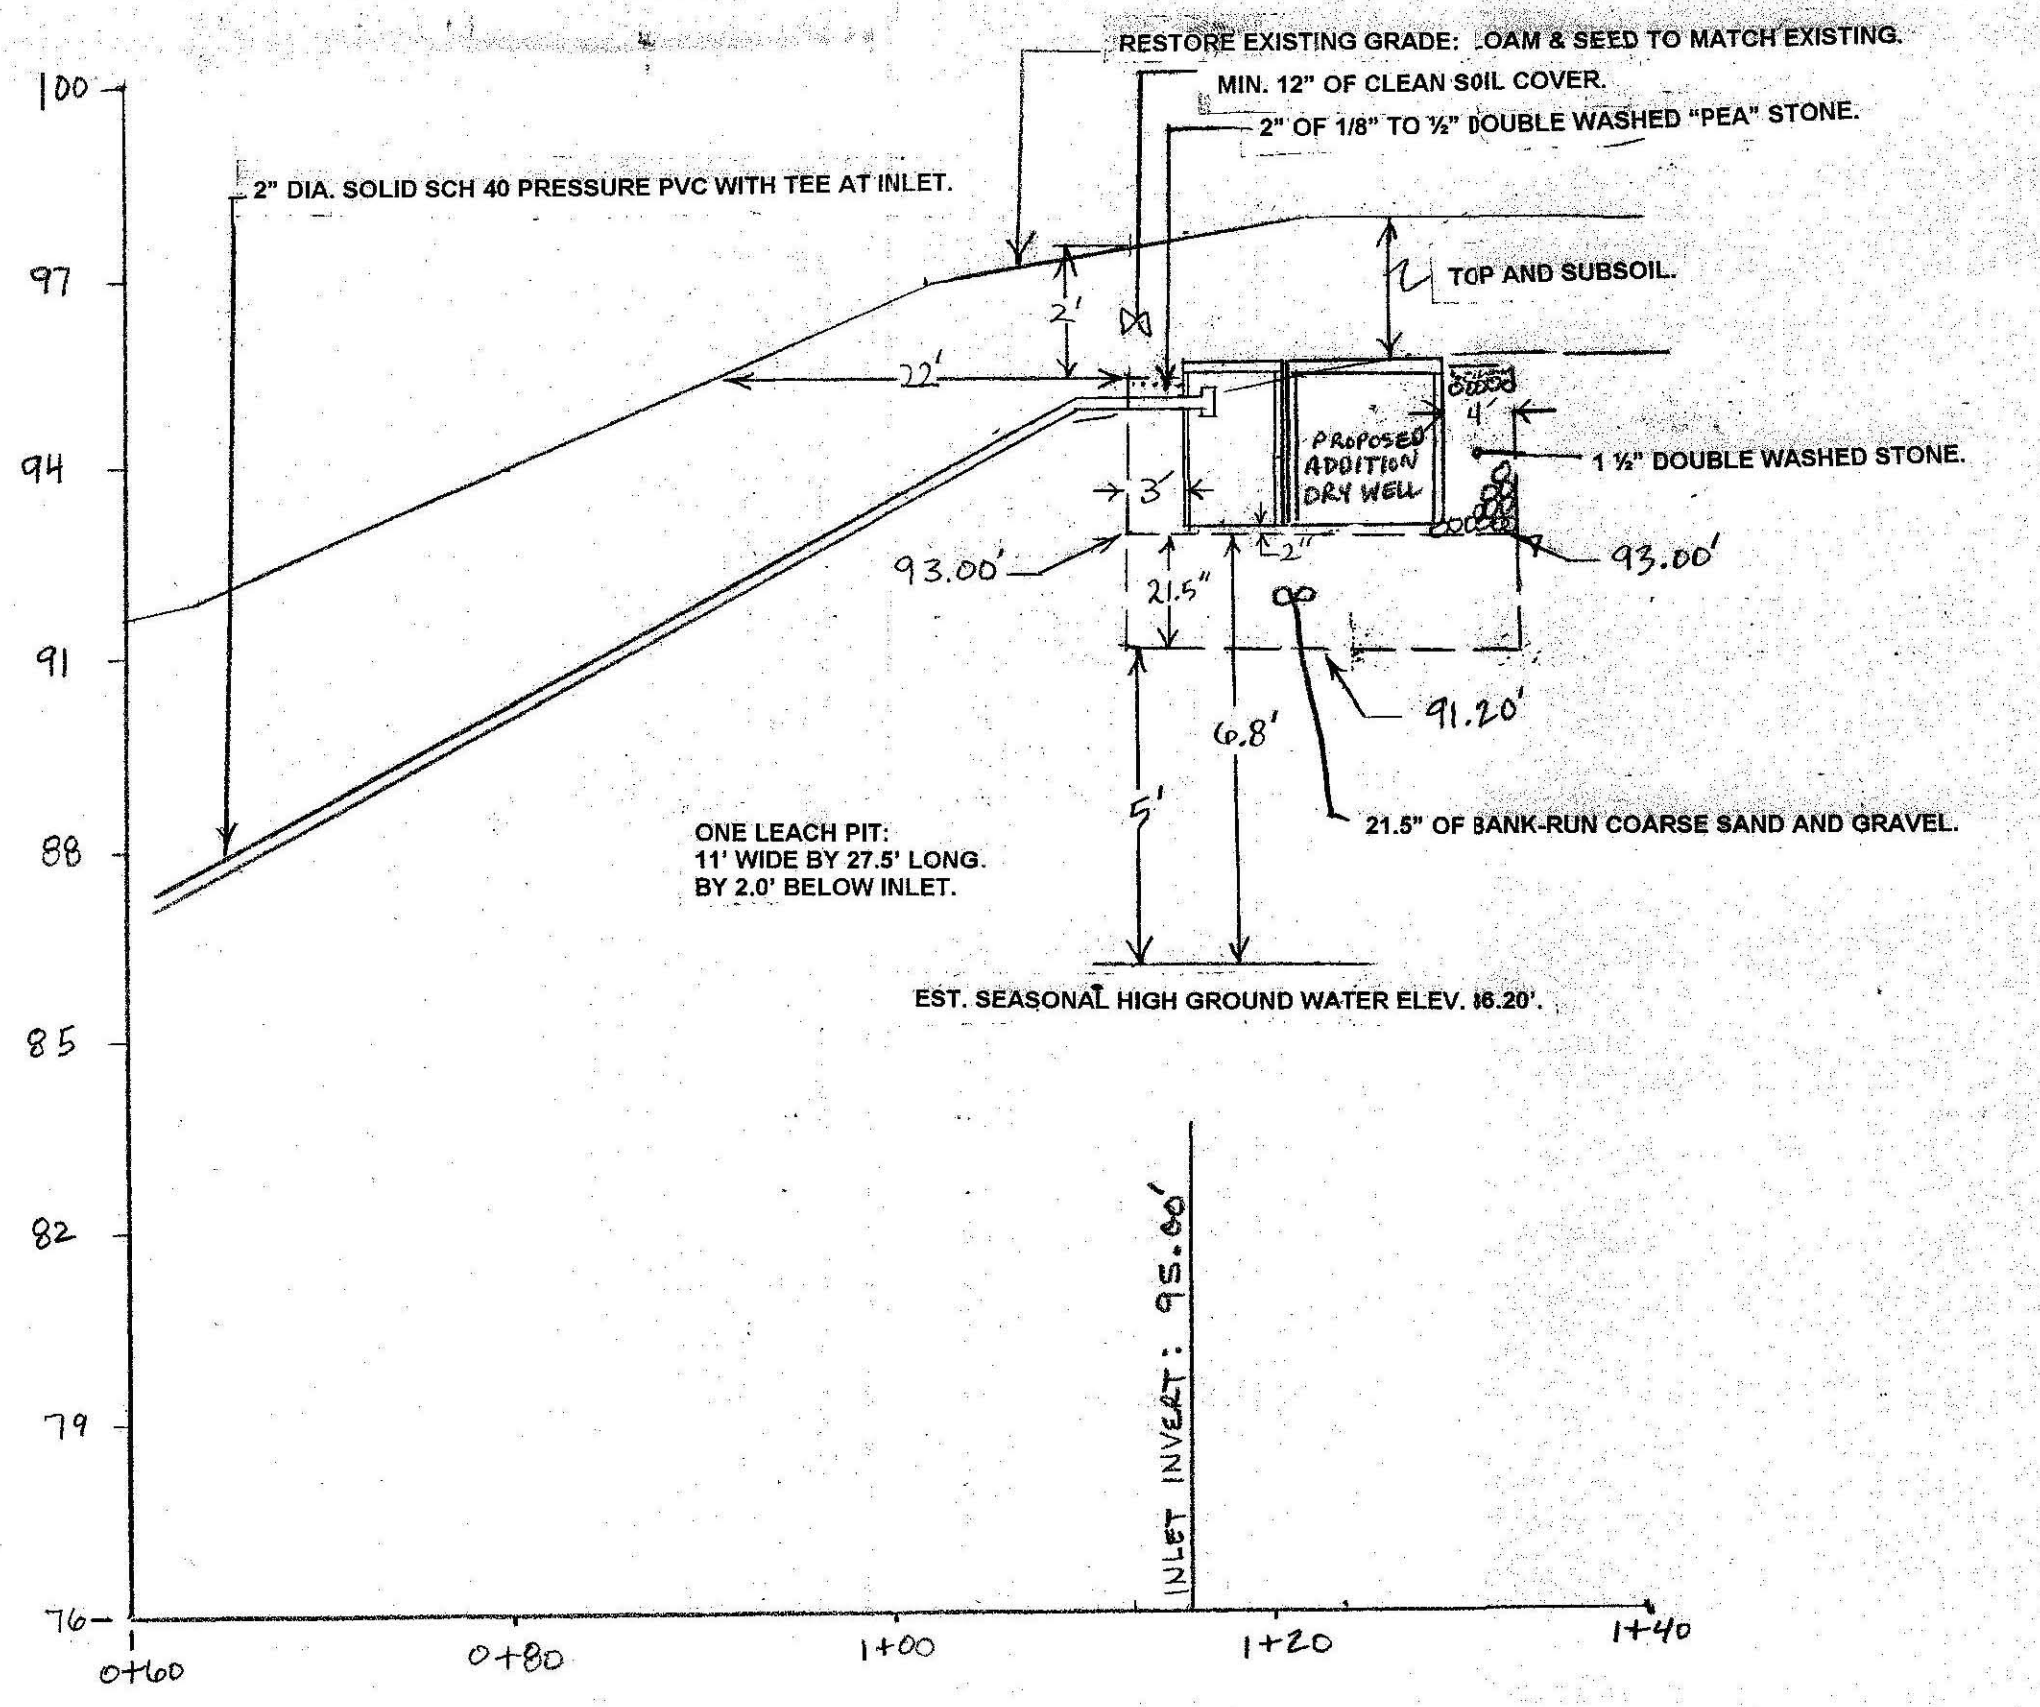 RESTORE EXISTING GRADE: LOAM & SEED TO MATCH EXISTING.
MIN. 12" OF CLEAN SOIL COVER.
2" OF 1/8" TO ½" DOUBLE WASHED "PEA" STONE.
2" DIA. SOLID SCH 40 PRESSURE PVC WITH TEE AT INLET.
100
97
94
91
88
85
82
79
76
2'
22'
TOP AND SUBSOIL.
4'
PROPOSED
ADDITION
DRY WELL
1 ½" DOUBLE WASHED STONE.
3'
93.00'
2"
93.00'
21.5"
91.20'
6.8'
5'
21.5" OF BANK-RUN COARSE SAND AND GRAVEL.
ONE LEACH PIT:
11' WIDE BY 27.5' LONG.
BY 2.0' BELOW INLET.
EST. SEASONAL HIGH GROUND WATER ELEV. 86.20'.
INLET INVERT: 95.00'
0+60
0+80
1+00
1+20
1+40